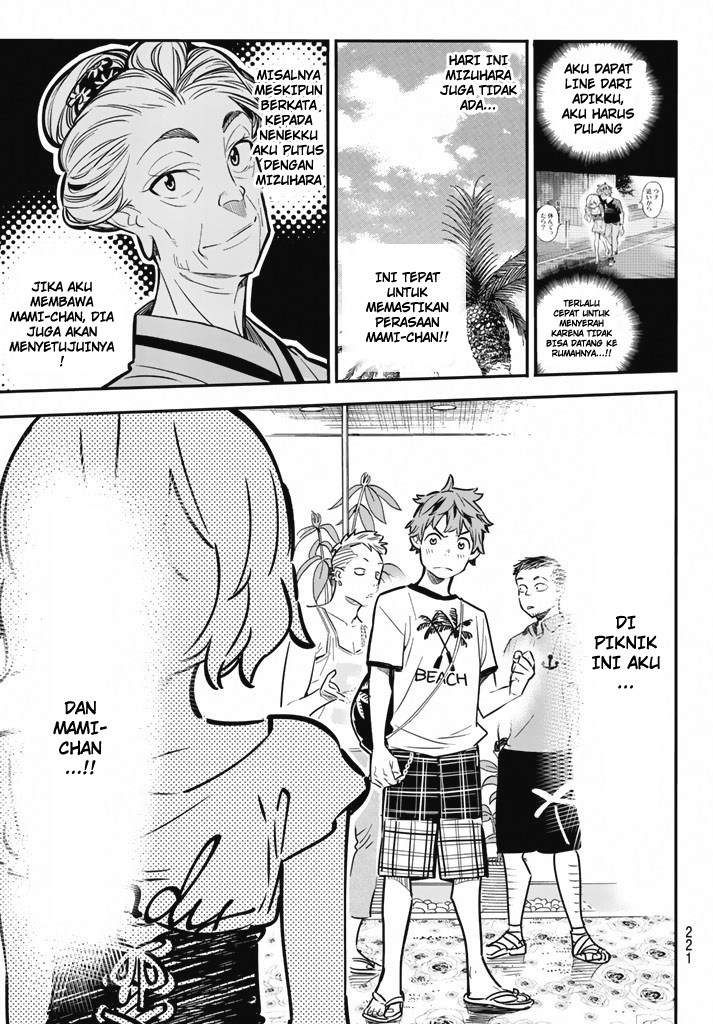 AKU DAPAT
LINE DARI
ADIKKU,
AKU HARUS
PULANG
TERLALU
CEPAT UNTUK
MENYERAH
KARENA TIDAK
BISA DATANG KE
RUMAHNYA...!!
HARI INI
MIZUHARA
JUGA TIDAK
ADA...
INI TEPAT
UNTUK
MEMASTIKAN
PERASAAN
MAMI-CHAN!!
MISALNYA
MESKIPUN
BERKATA,
KEPADA
NENEKKU
AKU PUTUS
DENGAN
MIZUHARA
JIKA AKU
MEMBAWA
MAMI-CHAN, DIA
JUGA AKAN
MENYETUJUINYA
!
DI
PIKNIK
INI AKU
...
BEACH
DAN
MAMI-
CHAN
...!!
221